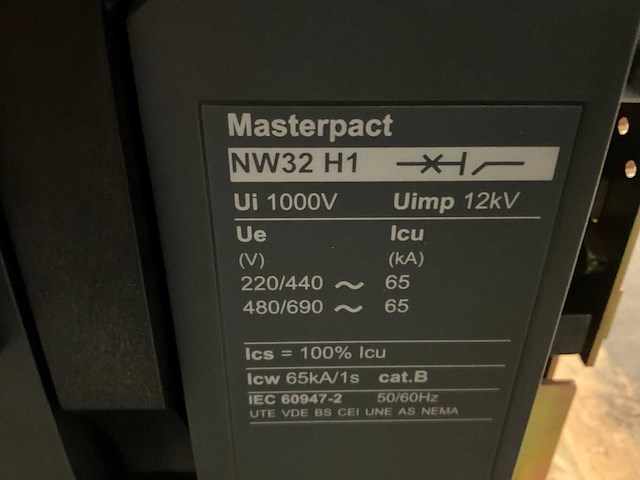 Masterpact
NW32 H1
Ui 1000V Uimp 12kV
Ue Icu
(V) (kA)
220/440 ~ 65
480/690 ~ 65
Ics = 100% Icu
Icw 65kA/1s cat.B
IEC 60947-2 50/60Hz
UTE VDE BS CEI UNE AS NEMA